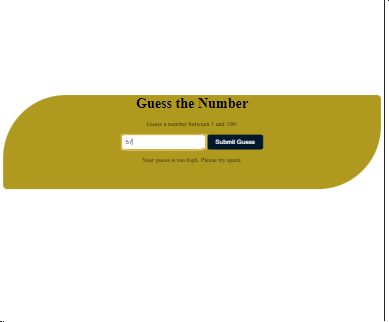 Guess the Number
Guess a number between 1 and 100:
57
Submit Guess
Your guess is too high. Please try again.